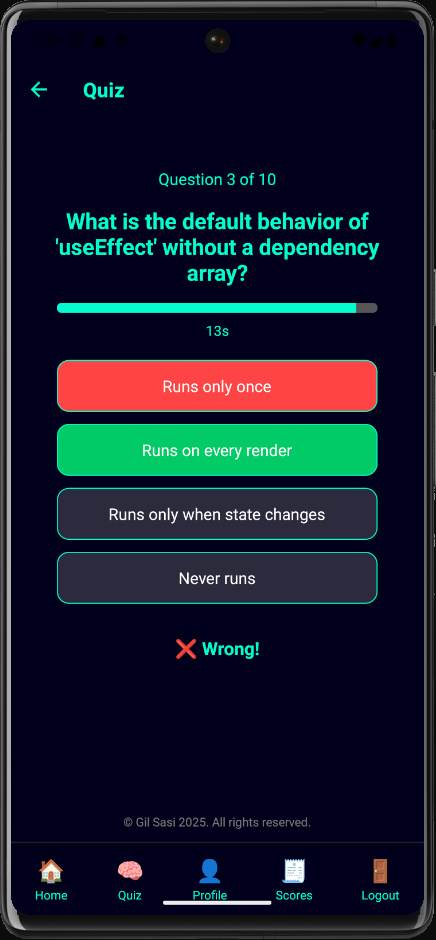 Quiz
Question 3 of 10
What is the default behavior of
'useEffect' without a dependency
array?
13s
Runs only once
Runs on every render
Runs only when state changes
Never runs
❌ Wrong!
© Gil Sasi 2025. All rights reserved.
Home Quiz Profile Scores Logout